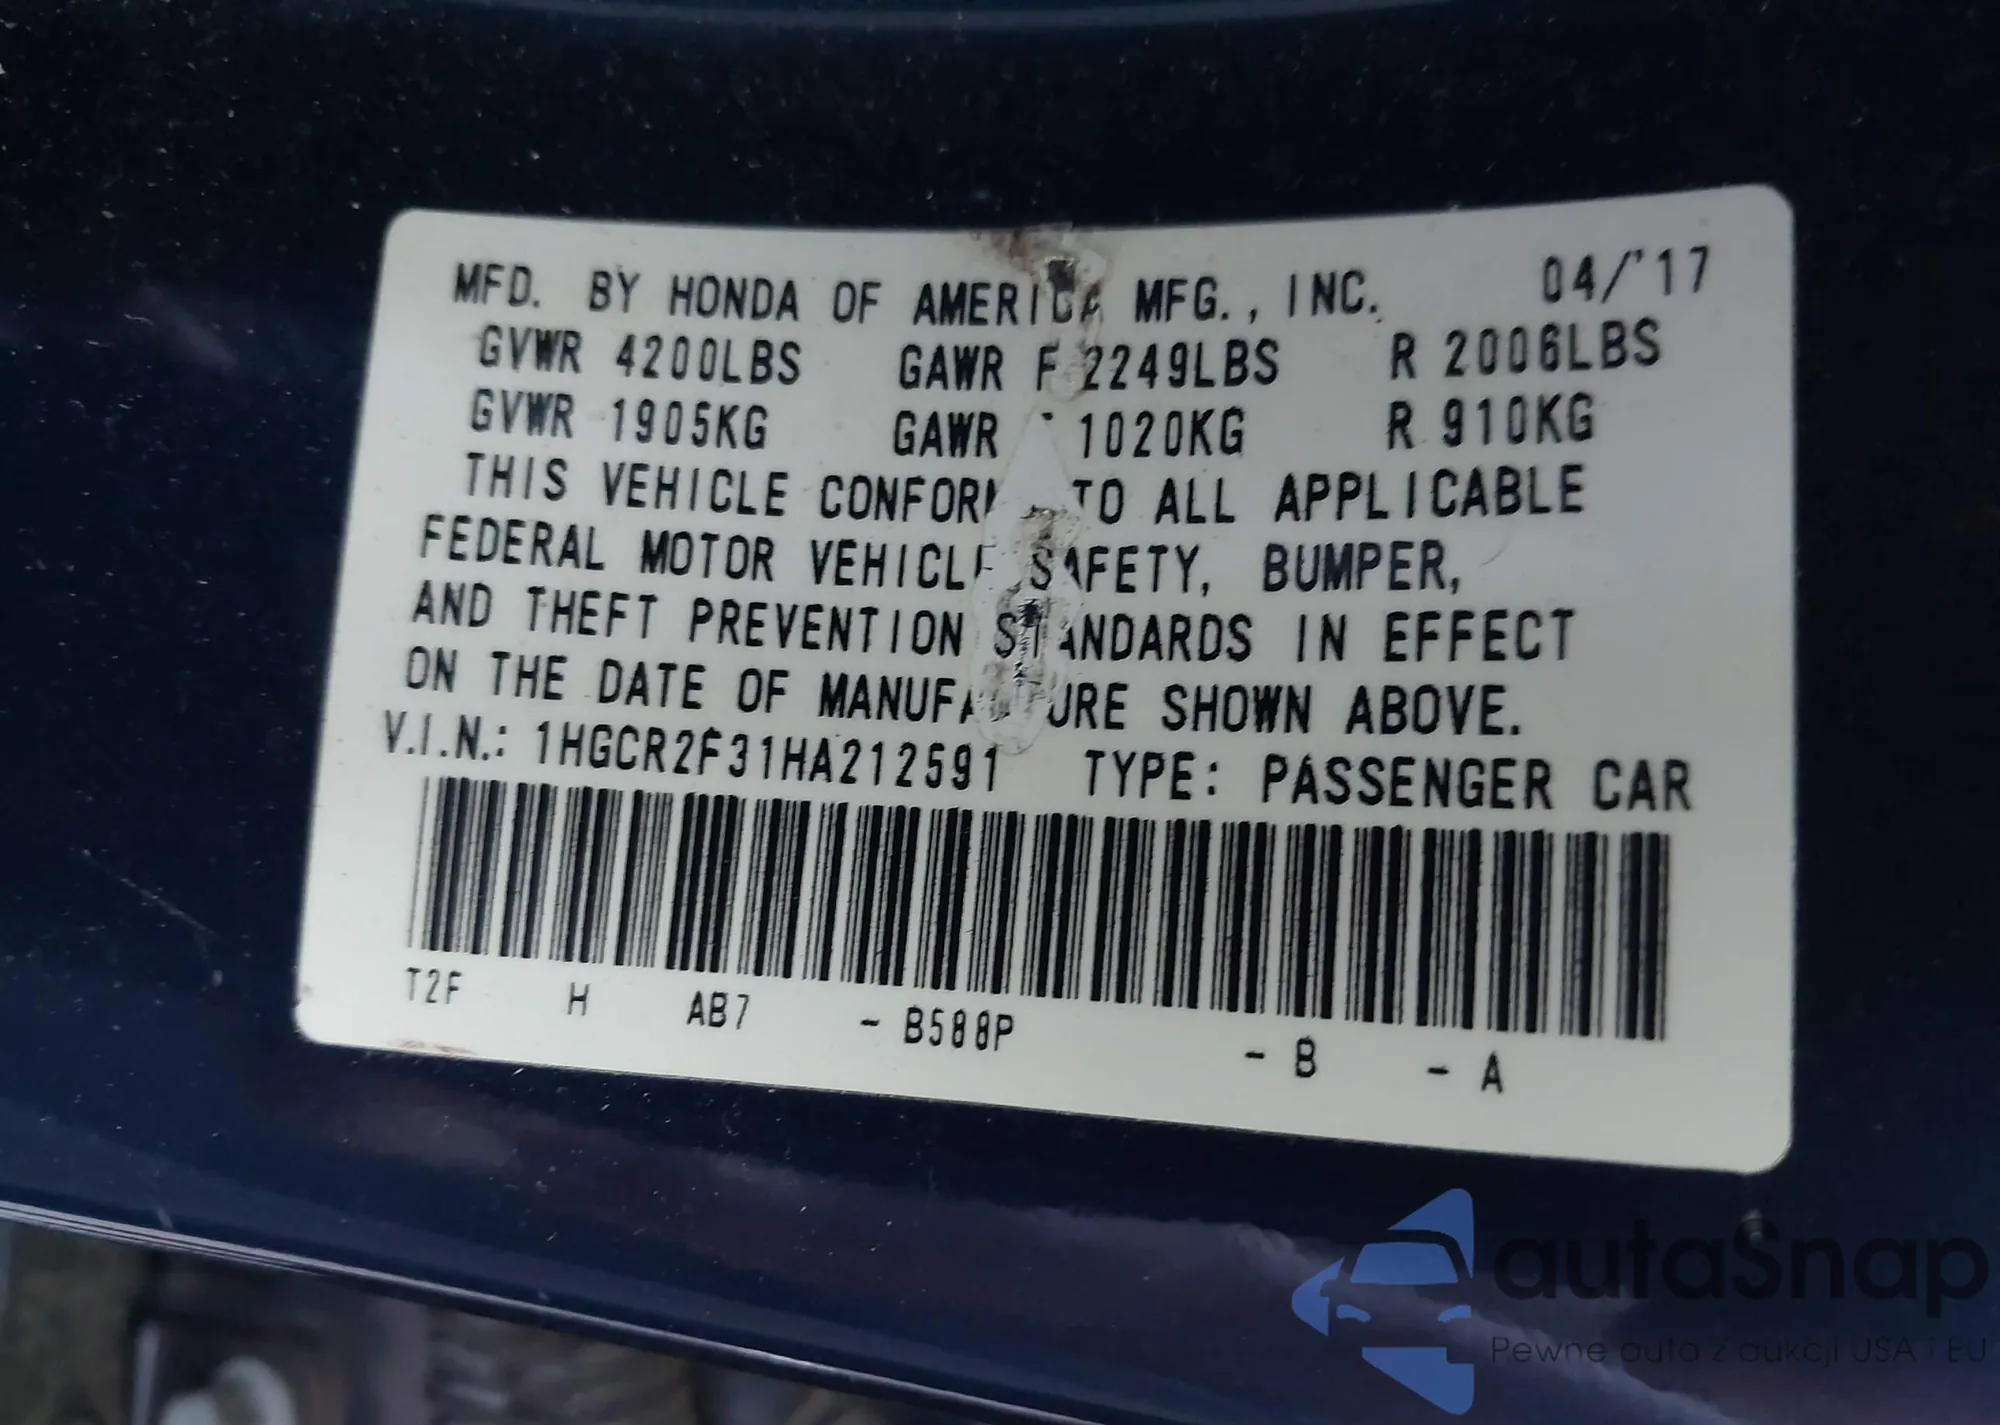 MFD. BY HONDA OF AMERICA MFG., INC. 04/'17
GVWR 4200LBS GAWR F 2249LBS R 2006LBS
GVWR 1905KG GAWR 1020KG R 910KG
THIS VEHICLE CONFORM TO ALL APPLICABLE
FEDERAL MOTOR VEHICLE SAFETY, BUMPER,
AND THEFT PREVENTION STANDARDS IN EFFECT
ON THE DATE OF SHOWN ABOVE.
V.I.N.: 1HGCR2F31HA212591 TYPE: PASSENGER CAR
T2F H AB7 - B588P - B - A
autaSnap
Pewne auta z aukcji USA i EU